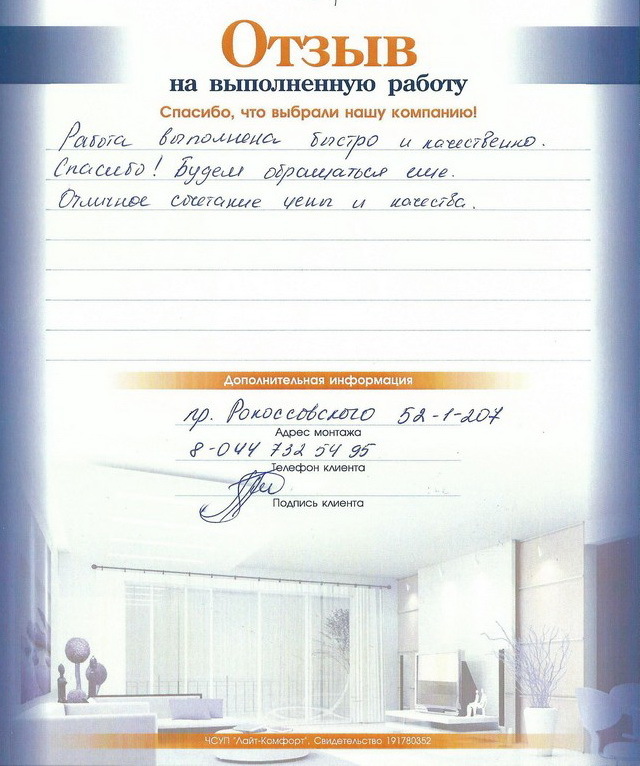 Отзыв
на выполненную работу
Спасибо, что выбрали нашу компанию!
Работа выполнена быстро и качественно.
Спасибо! Будем обращаться еще.
Отличное сочетание цены и качества.
Дополнительная информация
пр. Рокоссовского 52-1-207
Адрес монтажа
8-044 732 54 95
Телефон клиента
Подпись клиента
ЧСУП "Лайт-Комфорт". Свидетельство 191780352